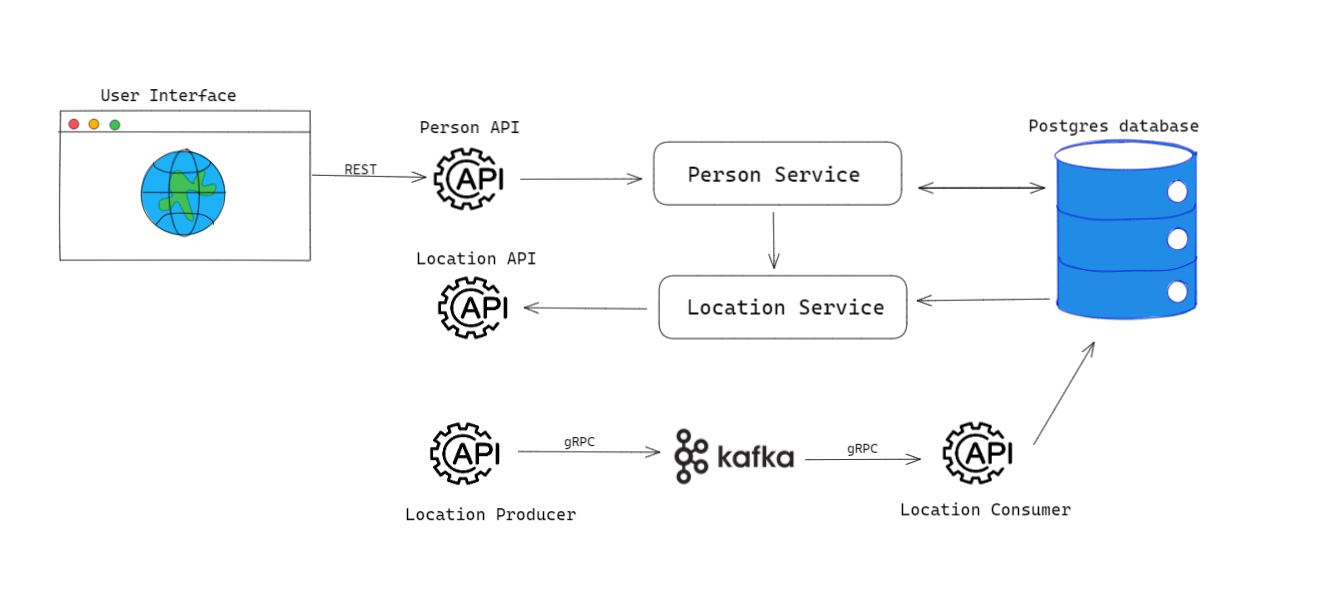 User Interface
Person API
Postgres database
REST
API
Person Service
Location API
API
Location Service
API
gRPC
kafka
gRPC
API
Location Producer
Location Consumer